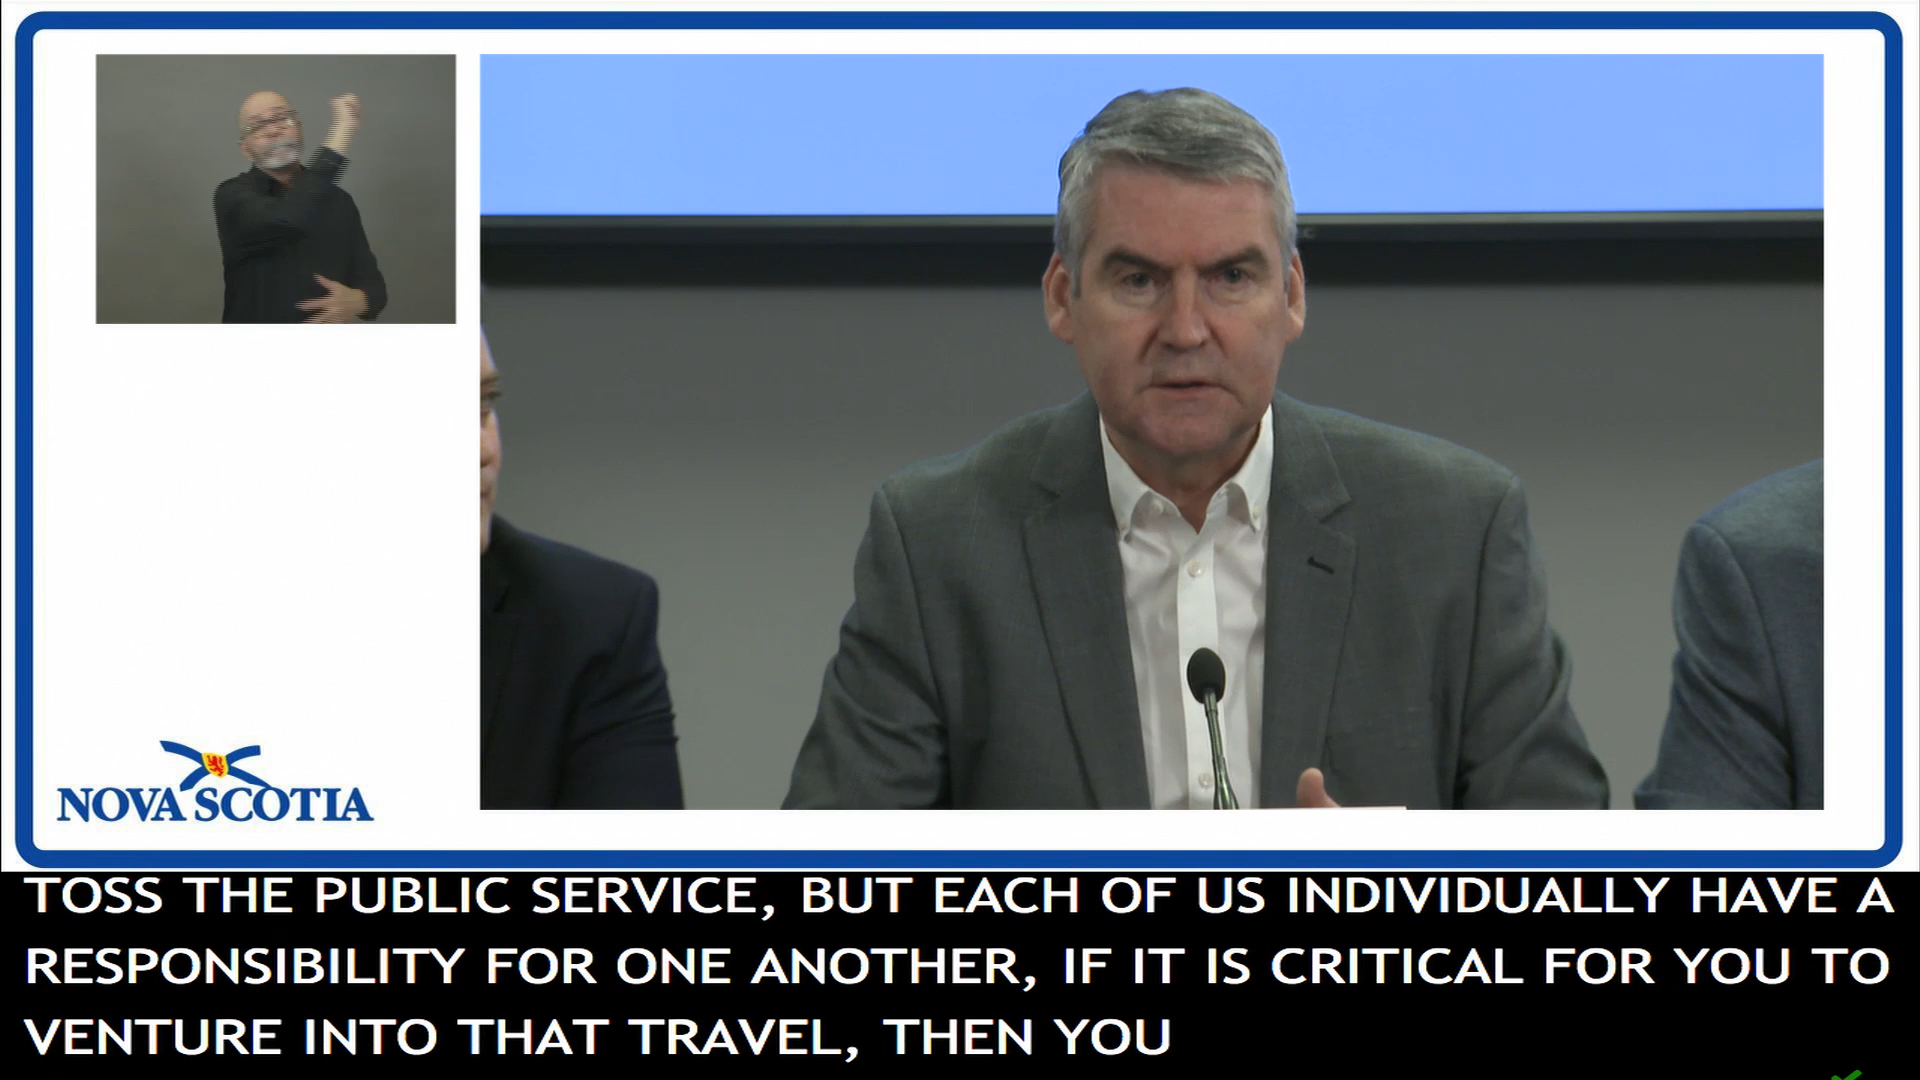 NOVA SCOTIA
TOSS THE PUBLIC SERVICE, BUT EACH OF US INDIVIDUALLY HAVE A
RESPONSIBILITY FOR ONE ANOTHER, IF IT IS CRITICAL FOR YOU TO
VENTURE INTO THAT TRAVEL, THEN YOU